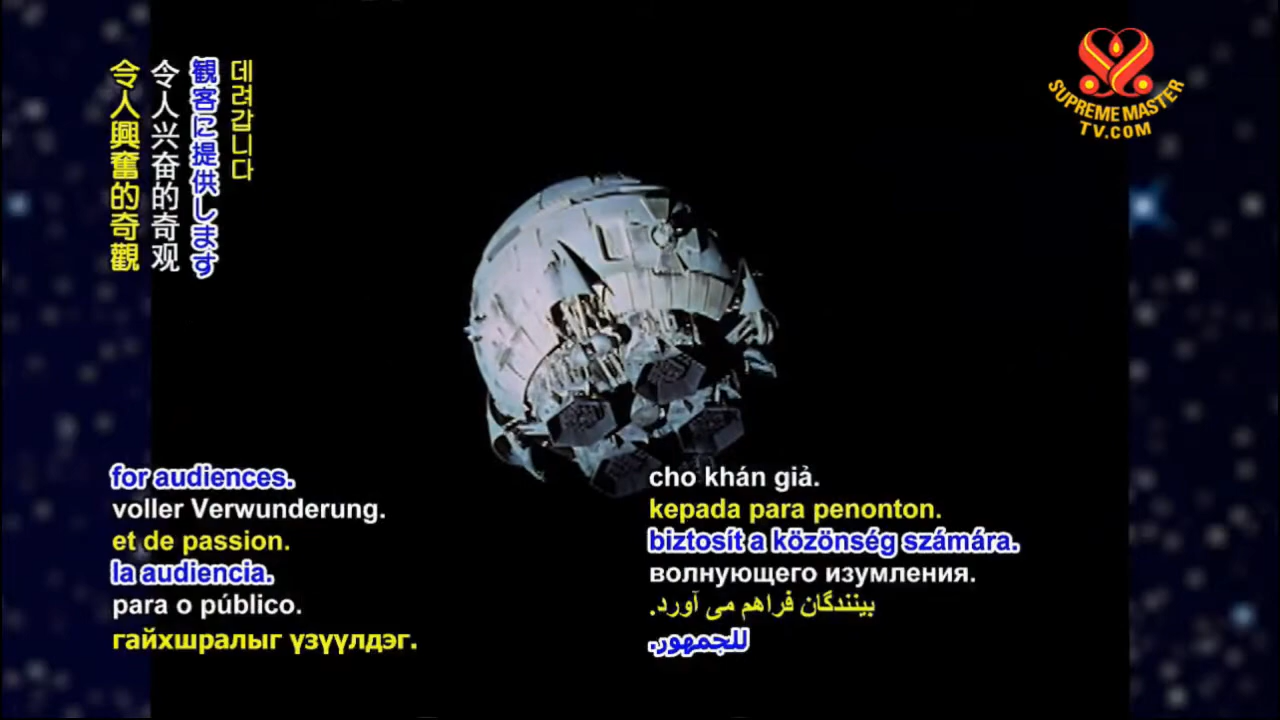 데려갑니다
観客に提供します
令人兴奋的奇观
令人興奮的奇觀
SUPREME MASTER
TV.COM
for audiences.
voller Verwunderung.
et de passion.
la audiencia.
para o público.
гайхшралыг үзүүлдэг.
cho khán giả.
kepada para penonton.
biztosít a közönség számára.
волнующего изумления.
بینندگان فراهم می آورد.
للجمهور.